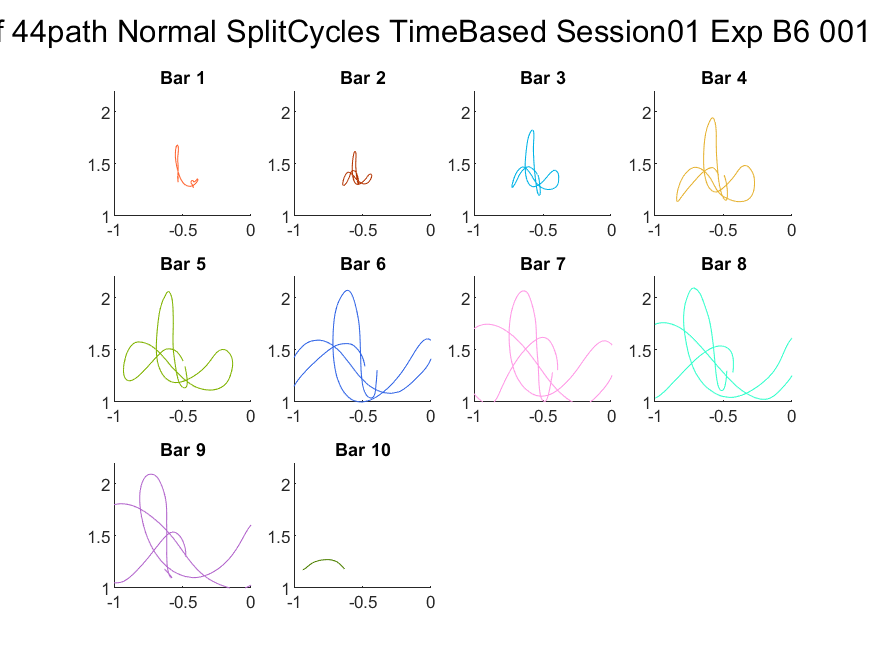 f 44path Normal SplitCycles TimeBased Session01 Exp B6 001
Bar 1 Bar 2 Bar 3 Bar 4
2 2 2 2
1.5 1.5 1.5 1.5
1 1 1 1
-1 -0.5 0 -1 -0.5 0 -1 -0.5 0 -1 -0.5 0
Bar 5 Bar 6 Bar 7 Bar 8
2 2 2 2
1.5 1.5 1.5 1.5
1 1 1 1
-1 -0.5 0 -1 -0.5 0 -1 -0.5 0 -1 -0.5 0
Bar 9 Bar 10
2 2
1.5 1.5
1 1
-1 -0.5 0 -1 -0.5 0